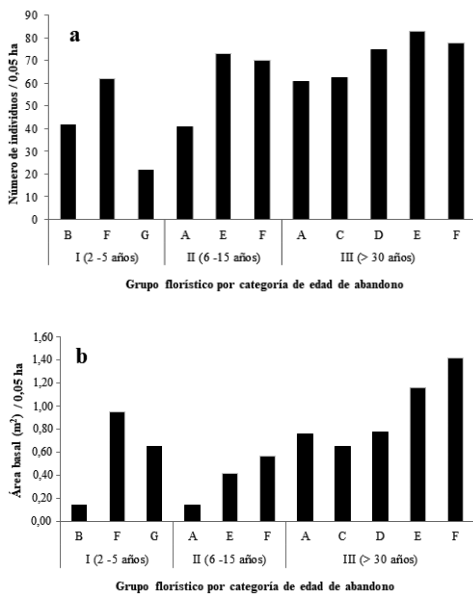 a
Número de individuos / 0,05 ha
90
80
70
60
50
40
30
20
10
0
B F G A E F A C D E F
I (2 -5 años) II (6 -15 años) III (> 30 años)
Grupo florístico por categoría de edad de abandono
b
Área basal (m²) / 0,05 ha
1,60
1,40
1,20
1,00
0,80
0,60
0,40
0,20
0,00
B F G A E F A C D E F
I (2 -5 años) II (6 -15 años) III (> 30 años)
Grupo florístico por categoría de edad de abandono